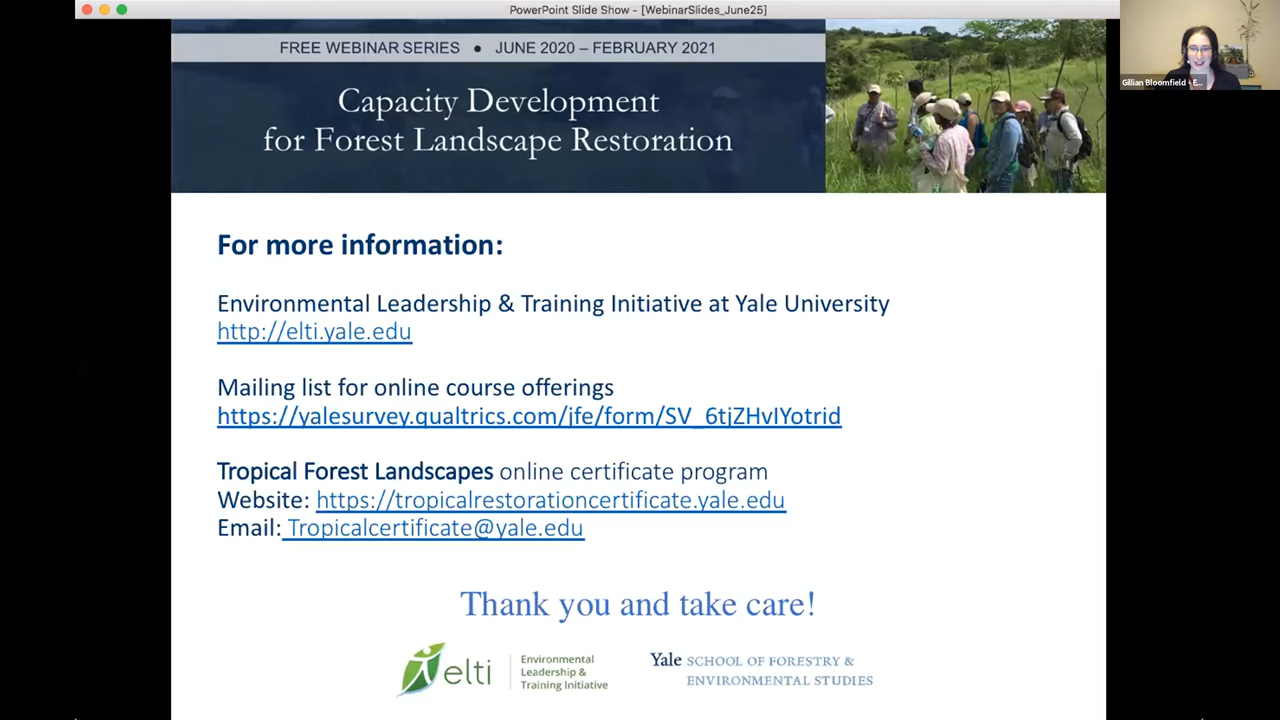 PowerPoint Slide Show - [WebinarSlides_June25]
FREE WEBINAR SERIES • JUNE 2020 – FEBRUARY 2021
Capacity Development
for Forest Landscape Restoration
Gillian Bloomfield - E...
For more information:
Environmental Leadership & Training Initiative at Yale University
http://elti.yale.edu
Mailing list for online course offerings
https://yalesurvey.qualtrics.com/jfe/form/SV_6tjZHvIYotrid
Tropical Forest Landscapes online certificate program
Website: https://tropicalrestorationcertificate.yale.edu
Email: Tropicalcertificate@yale.edu
Thank you and take care!
elti
Environmental
Leadership &
Training Initiative
Yale SCHOOL OF FORESTRY &
ENVIRONMENTAL STUDIES